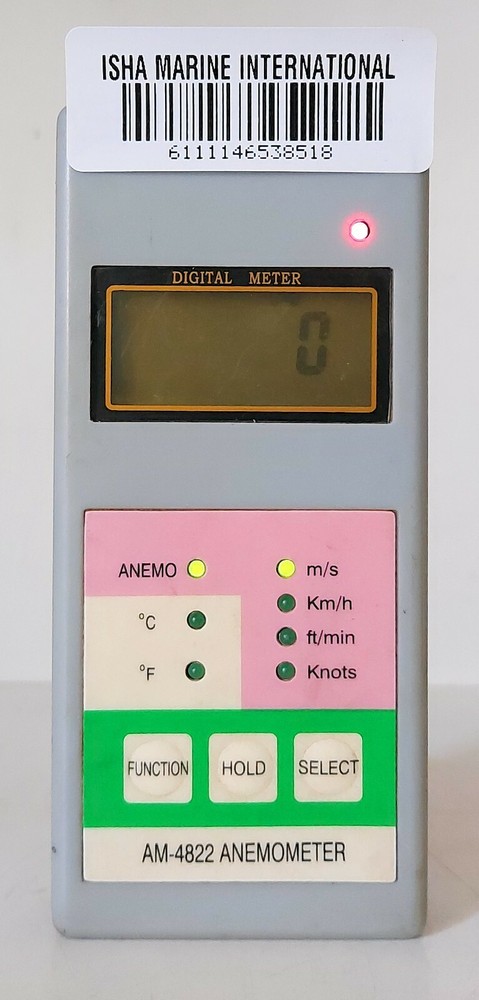 ISHA MARINE INTERNATIONAL
6111146538518
DIGITAL METER
0
ANEMO
m/s
°C
Km/h
ft/min
°F
Knots
FUNCTION
HOLD
SELECT
AM-4822 ANEMOMETER